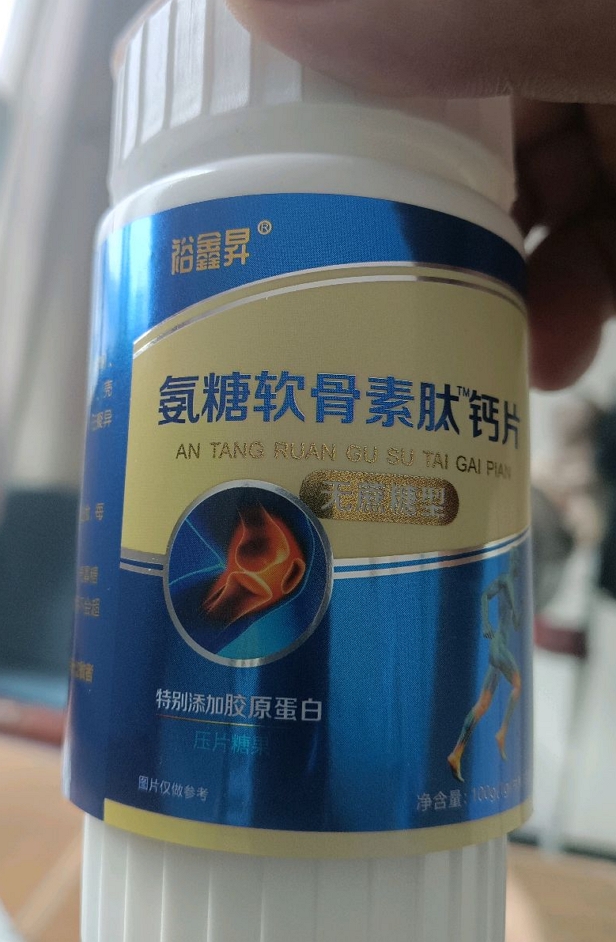 裕鑫昇®
氨糖软骨素肽™钙片
AN TANG RUAN GU SU TAI GAI PIAN
无蔗糖型
特别添加胶原蛋白
压片糖果
图片仅做参考
净含量：100g